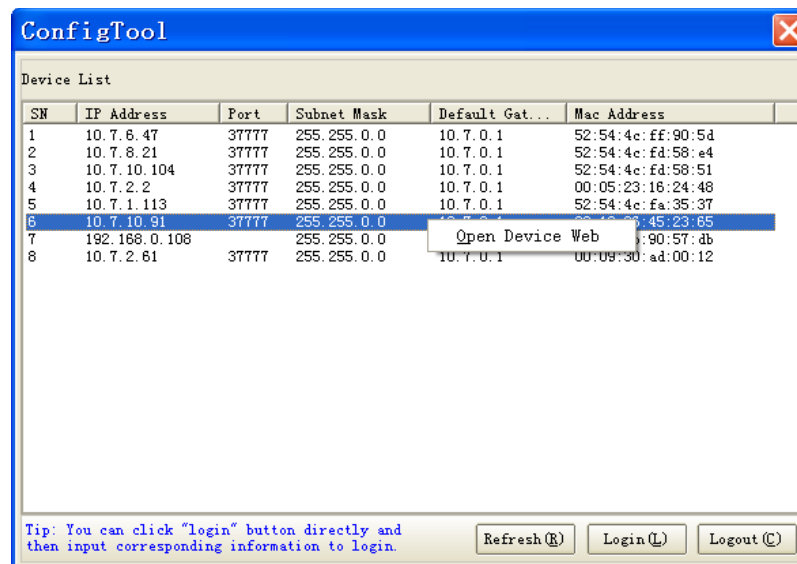 ConfigTool
Device List
SN IP Address Port Subnet Mask Default Gat... Mac Address
1 10.7.6.47 37777 255.255.0.0 10.7.0.1 52:54:4c:ff:90:5d
2 10.7.8.21 37777 255.255.0.0 10.7.0.1 52:54:4c:fd:58:e4
3 10.7.10.104 37777 255.255.0.0 10.7.0.1 52:54:4c:fd:58:51
4 10.7.2.2 37777 255.255.0.0 10.7.0.1 00:05:23:16:24:48
5 10.7.1.113 37777 255.255.0.0 10.7.0.1 52:54:4c:fa:35:37
6 10.7.10.91 37777 255.255.0.0 :45:23:65
Open Device Web
7 192.168.0.108 255.255.0.0 :90:57:db
8 10.7.2.61 37777 255.255.0.0 10.7.0.1 00:09:30:ad:00:12
Tip: You can click "login" button directly and
then input corresponding information to login.
Refresh(R) Login(L) Logout(C)